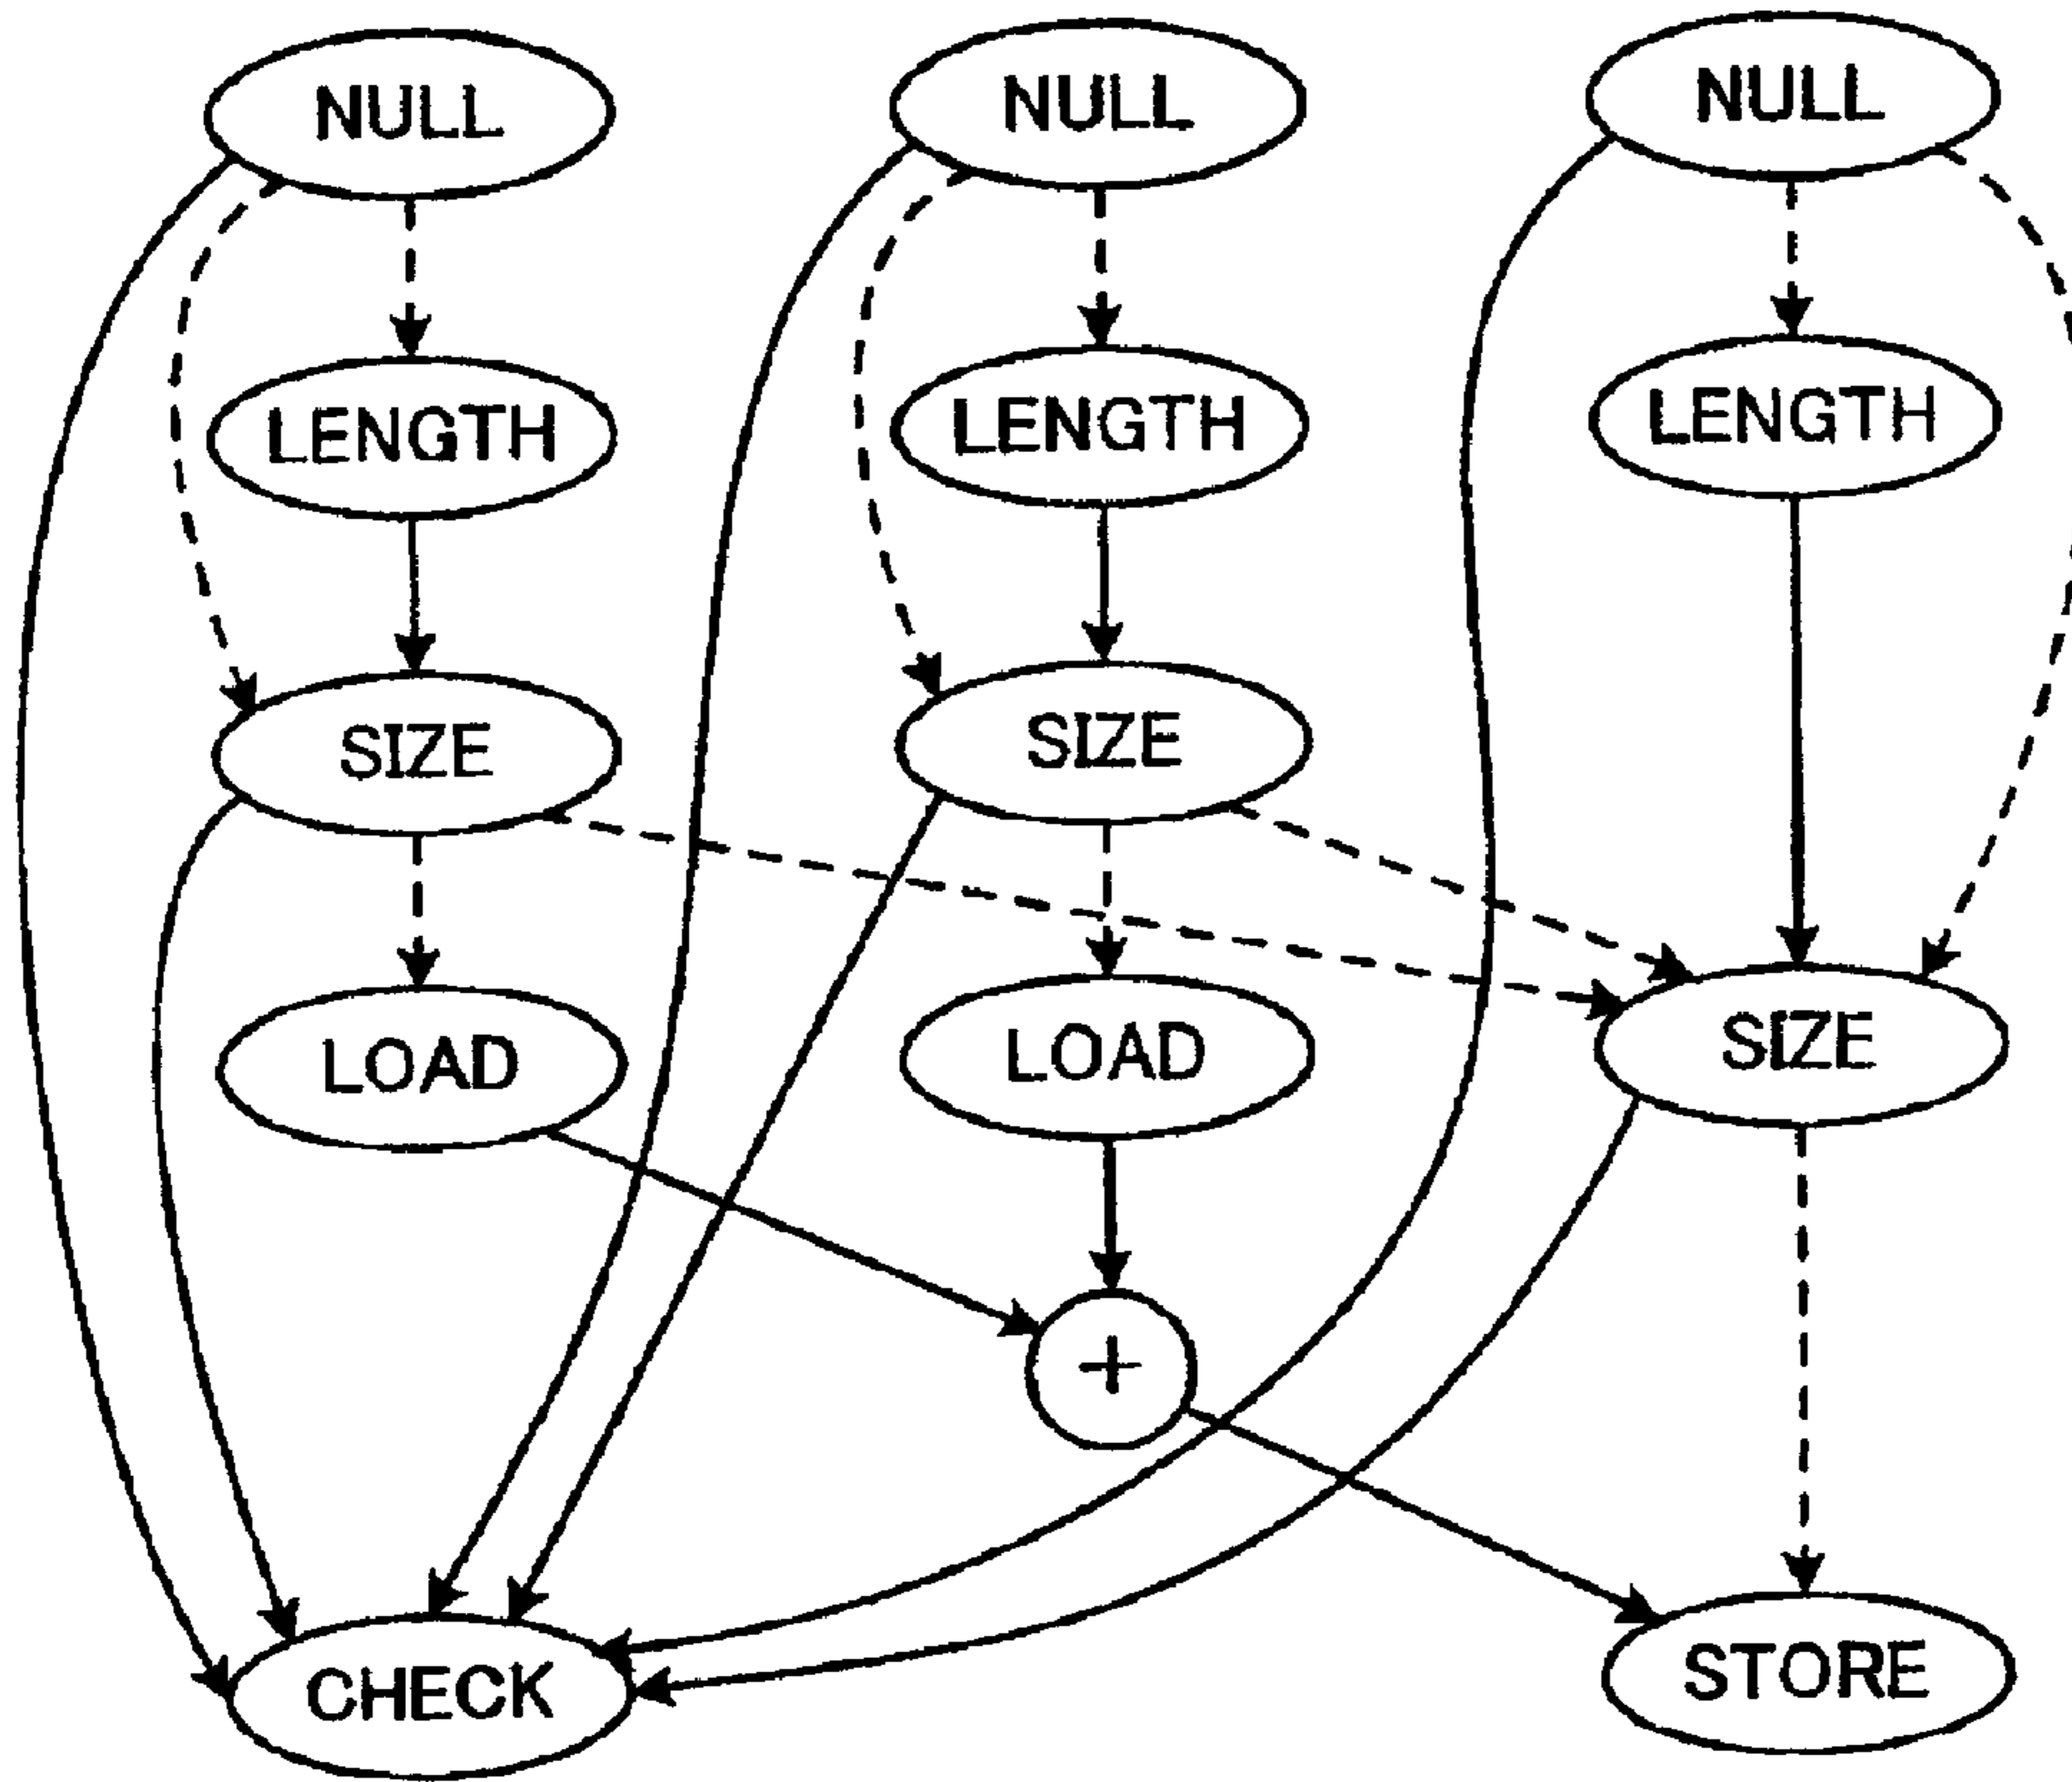 NULL
NULL
NULL
LENGTH
LENGTH
LENGTH
SIZE
SIZE
LOAD
LOAD
SIZE
+
CHECK
STORE